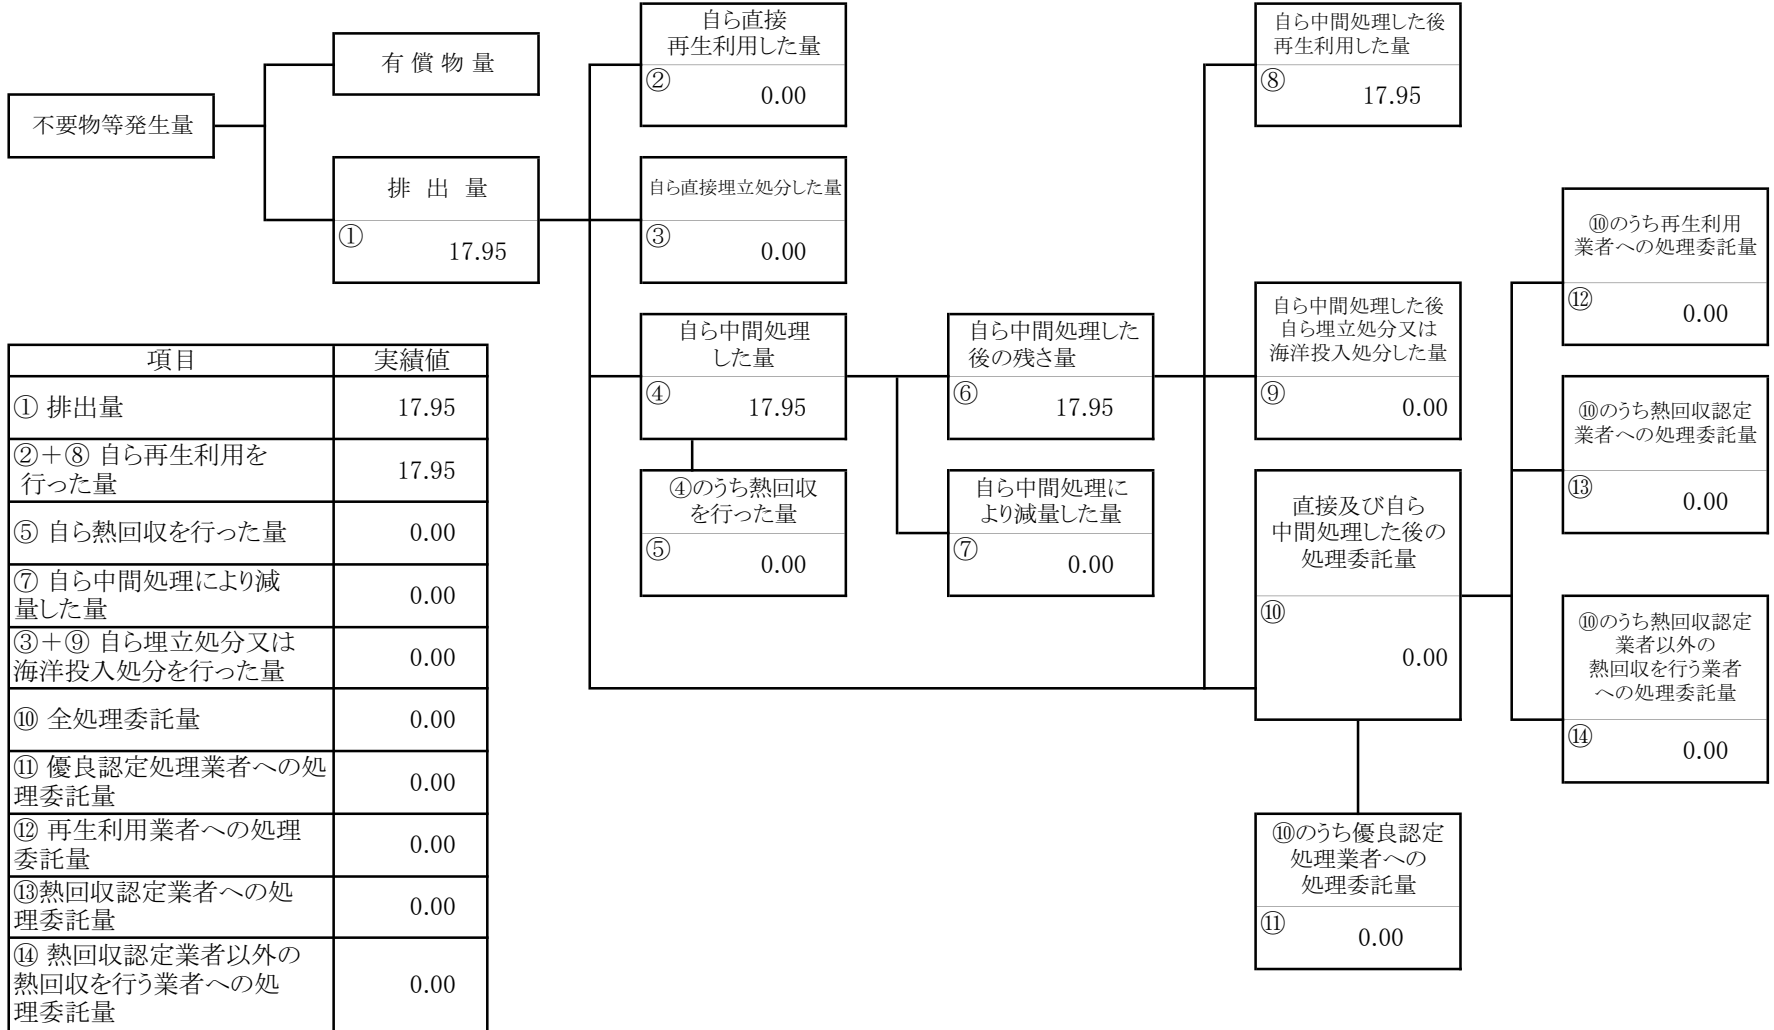 不要物等発生量
有 償 物 量
排 出 量
①
17.95
自ら直接
再生利用した量
②
0.00
自ら直接埋立処分した量
③
0.00
自ら中間処理
した量
④
17.95
④のうち熱回収
を行った量
⑤
0.00
自ら中間処理した
後の残さ量
⑥
17.95
自ら中間処理に
より減量した量
⑦
0.00
自ら中間処理した後
再生利用した量
⑧
17.95
自ら中間処理した後
自ら埋立処分又は
海洋投入処分した量
⑨
0.00
直接及び自ら
中間処理した後の
処理委託量
⑩
0.00
⑩のうち優良認定
処理業者への
処理委託量
⑪
0.00
⑩のうち再生利用
業者への処理委託量
⑫
0.00
⑩のうち熱回収認定
業者への処理委託量
⑬
0.00
⑩のうち熱回収認定
業者以外の
熱回収を行う業者
への処理委託量
⑭
0.00
項目 実績値
① 排出量 17.95
②＋⑧ 自ら再生利用を
行った量 17.95
⑤ 自ら熱回収を行った量 0.00
⑦ 自ら中間処理により減
量した量 0.00
③＋⑨ 自ら埋立処分又は
海洋投入処分を行った量 0.00
⑩ 全処理委託量 0.00
⑪ 優良認定処理業者への処
理委託量 0.00
⑫ 再生利用業者への処理
委託量 0.00
⑬熱回収認定業者への処
理委託量 0.00
⑭ 熱回収認定業者以外の
熱回収を行う業者への処
理委託量 0.00